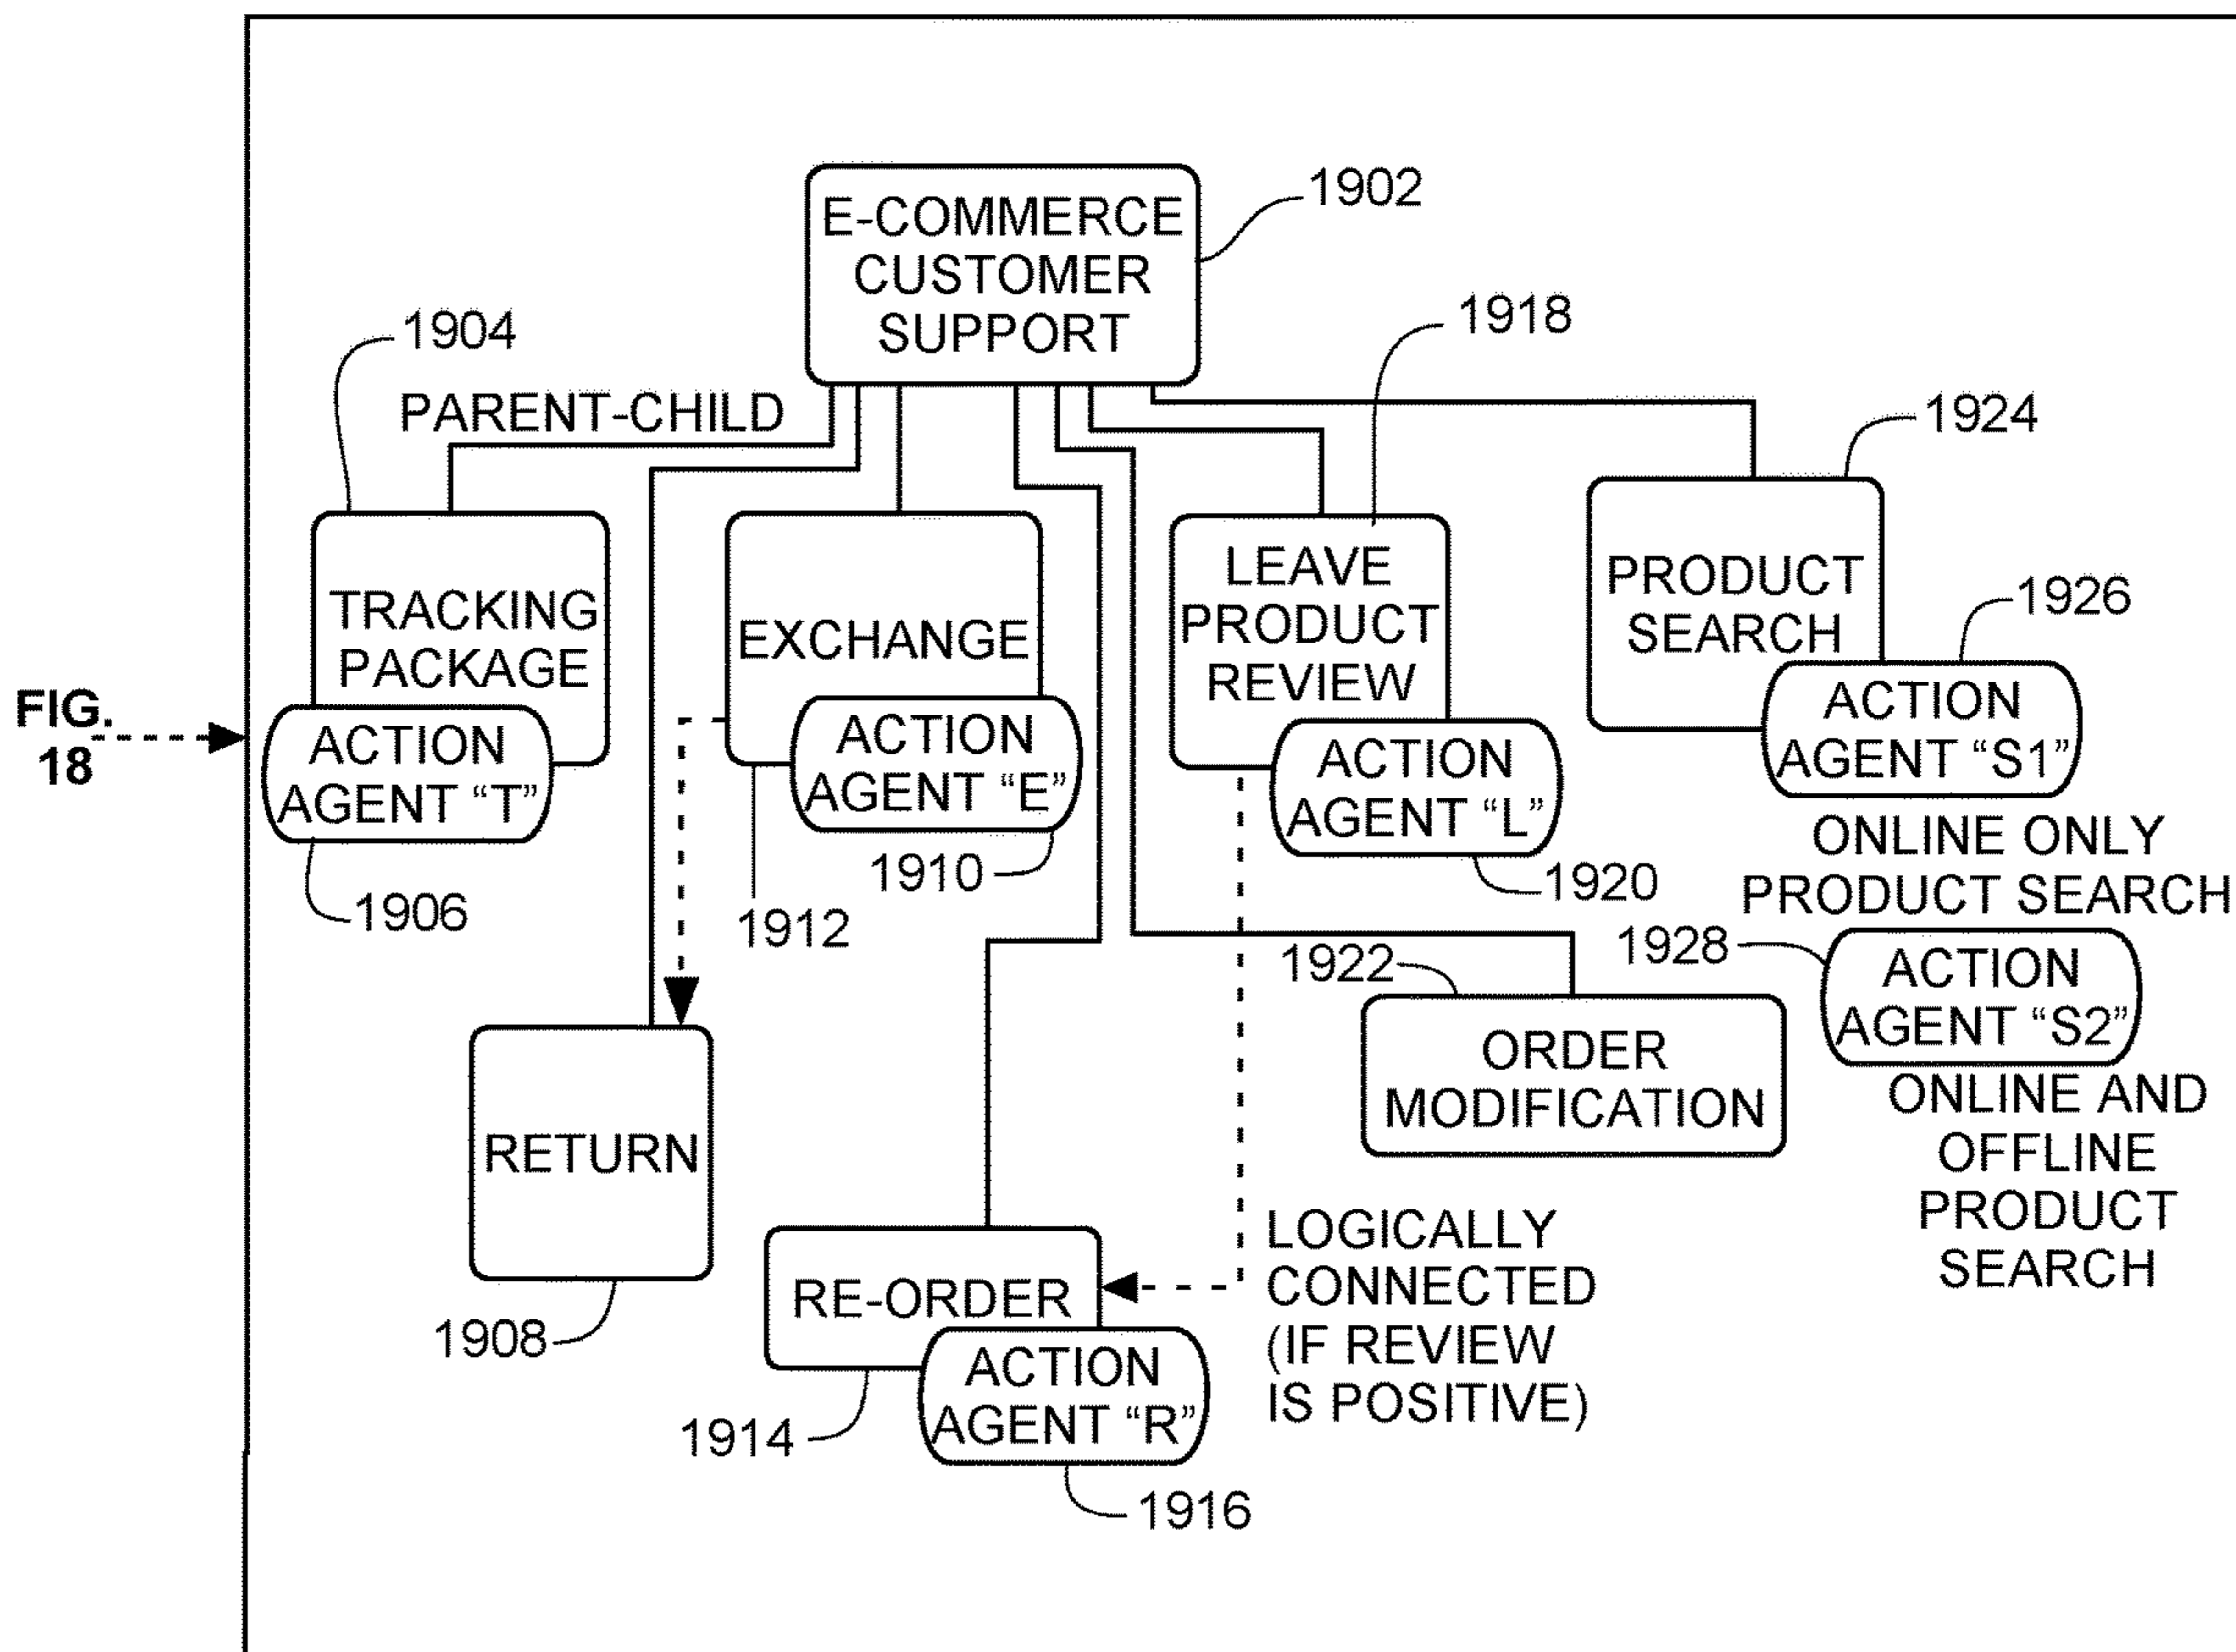 E-COMMERCE
CUSTOMER
SUPPORT
1902
1904
PARENT-CHILD
1918
1924
TRACKING
PACKAGE
ACTION
AGENT “T”
1906
EXCHANGE
ACTION
AGENT “E”
1910
1912
LEAVE
PRODUCT
REVIEW
ACTION
AGENT “L”
1920
PRODUCT
SEARCH
1926
ACTION
AGENT “S1”
ONLINE ONLY
PRODUCT SEARCH
FIG.
18
1928
ACTION
AGENT “S2”
ONLINE AND
OFFLINE
PRODUCT
SEARCH
1922
ORDER
MODIFICATION
RETURN
1908
RE-ORDER
ACTION
AGENT “R”
1914
1916
LOGICALLY
CONNECTED
(IF REVIEW
IS POSITIVE)